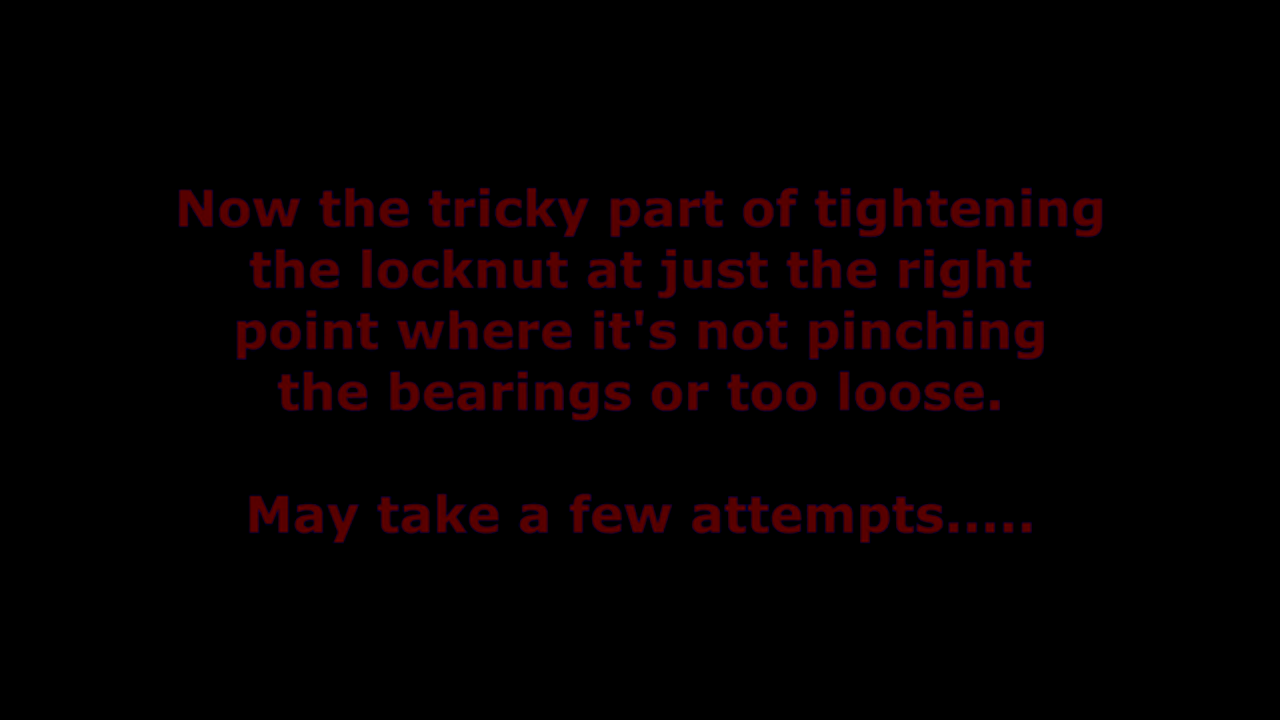 Now the tricky part of tightening
the locknut at just the right
point where it's not pinching
the bearings or too loose.
May take a few attempts.....